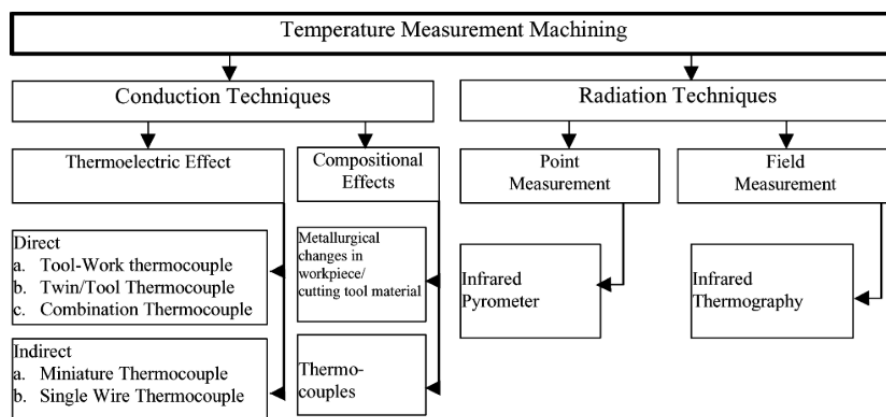 Temperature Measurement Machining
Conduction Techniques
Radiation Techniques
Thermoelectric Effect
Compositional
Effects
Point
Measurement
Field
Measurement
Direct
a. Tool-Work thermocouple
b. Twin/Tool Thermocouple
c. Combination Thermocouple
Metallurgical
changes in
workpiece/
cutting tool material
Infrared
Pyrometer
Infrared
Thermography
Indirect
a. Miniature Thermocouple
b. Single Wire Thermocouple
Thermo-
couples